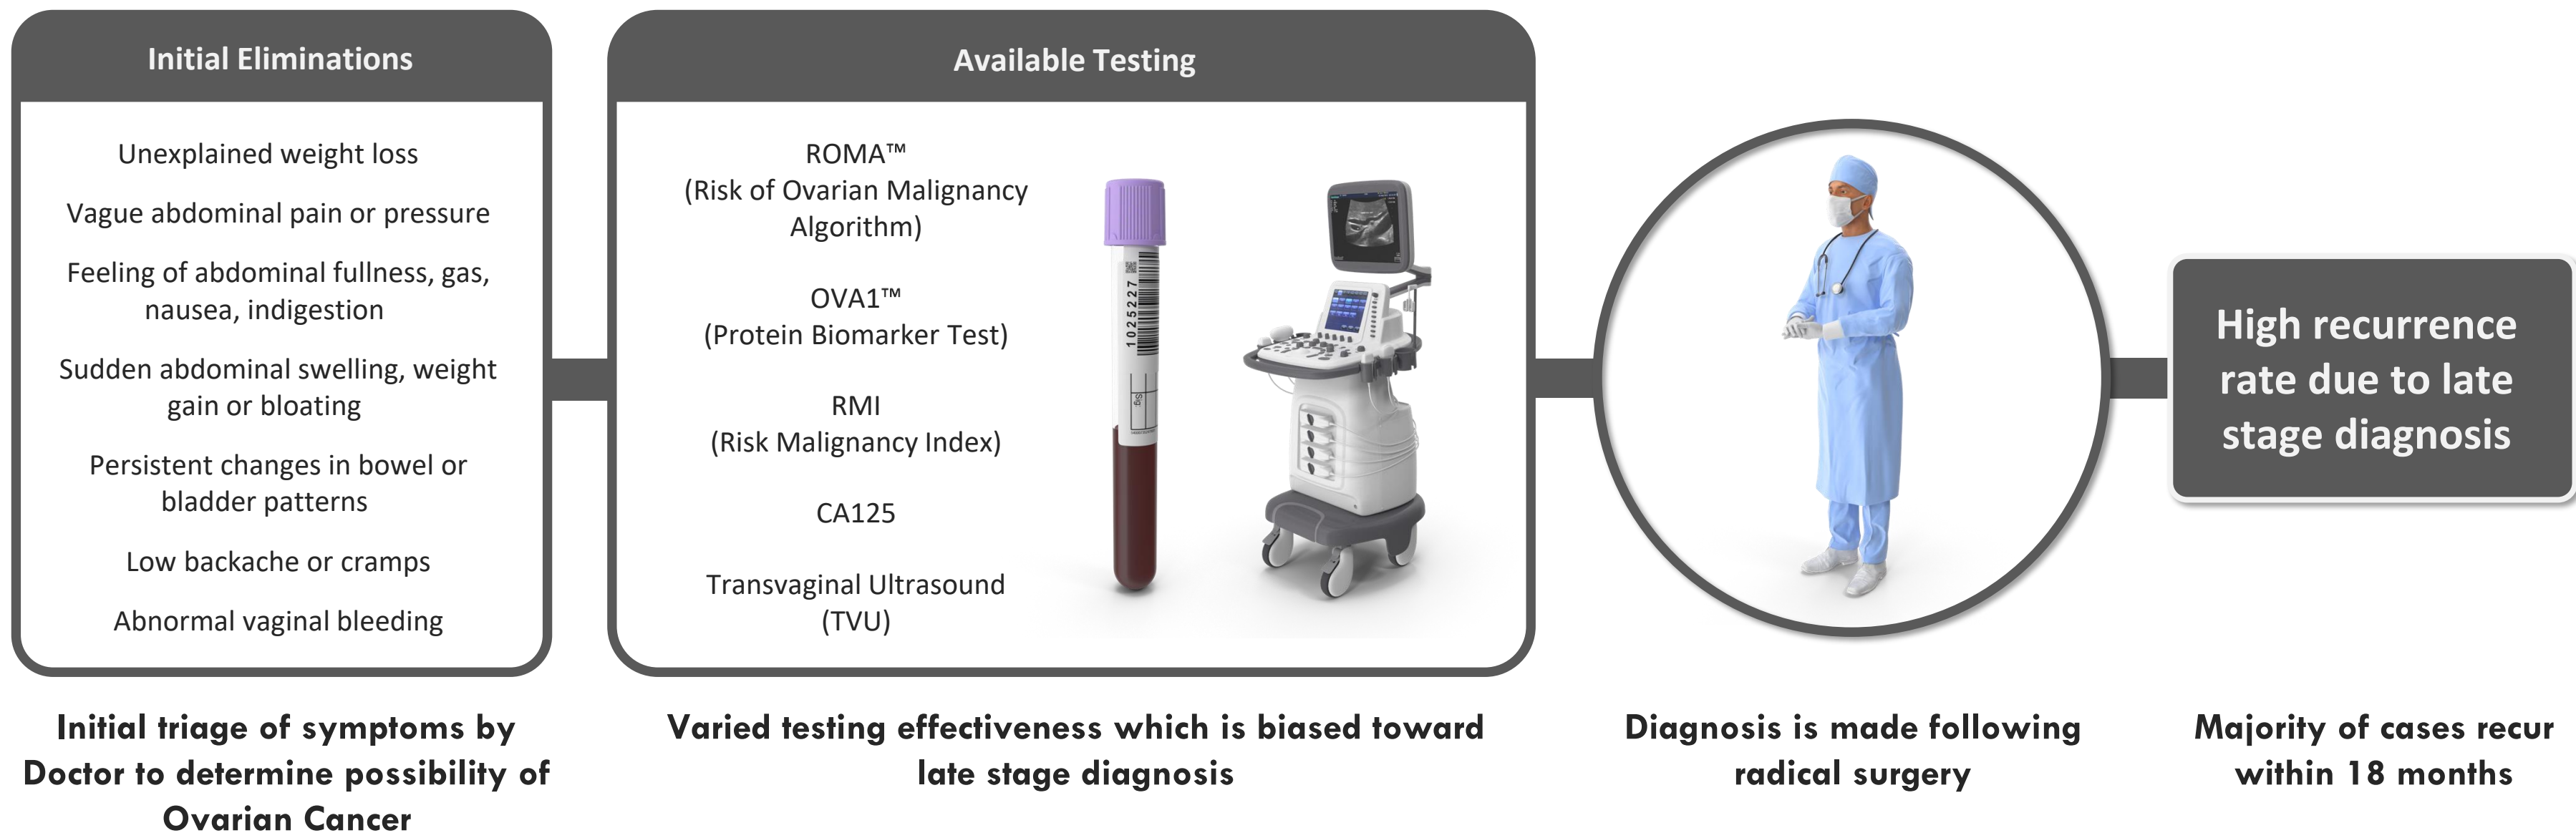 Initial Eliminations
Unexplained weight loss
Vague abdominal pain or pressure
Feeling of abdominal fullness, gas,
nausea, indigestion
Sudden abdominal swelling, weight
gain or bloating
Persistent changes in bowel or
bladder patterns
Low backache or cramps
Abnormal vaginal bleeding
Initial triage of symptoms by
Doctor to determine possibility of
Ovarian Cancer
Available Testing
ROMA™
(Risk of Ovarian Malignancy
Algorithm)
OVA1™
(Protein Biomarker Test)
RMI
(Risk Malignancy Index)
CA125
Transvaginal Ultrasound
(TVU)
1025227
Sig.
Varied testing effectiveness which is biased toward
late stage diagnosis
Diagnosis is made following
radical surgery
High recurrence
rate due to late
stage diagnosis
Majority of cases recur
within 18 months